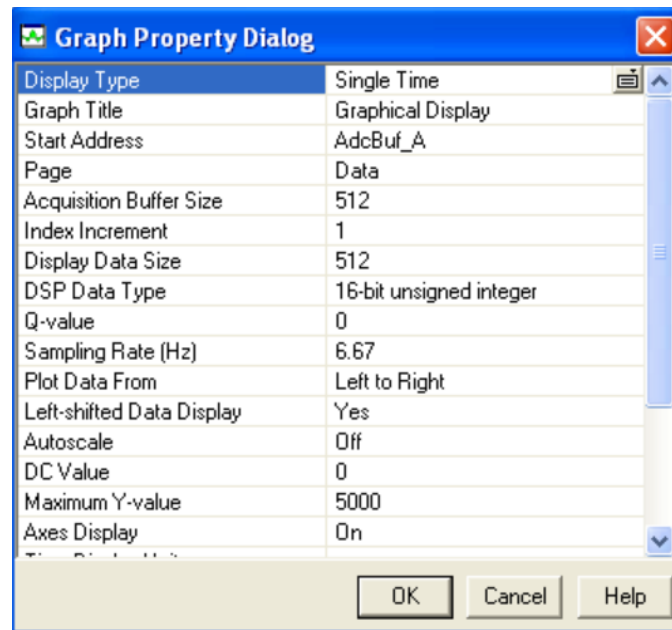 Graph Property Dialog
Display Type Single Time
Graph Title Graphical Display
Start Address AdcBuf_A
Page Data
Acquisition Buffer Size 512
Index Increment 1
Display Data Size 512
DSP Data Type 16-bit unsigned integer
Q-value 0
Sampling Rate (Hz) 6.67
Plot Data From Left to Right
Left-shifted Data Display Yes
Autoscale Off
DC Value 0
Maximum Y-value 5000
Axes Display On
OK Cancel Help